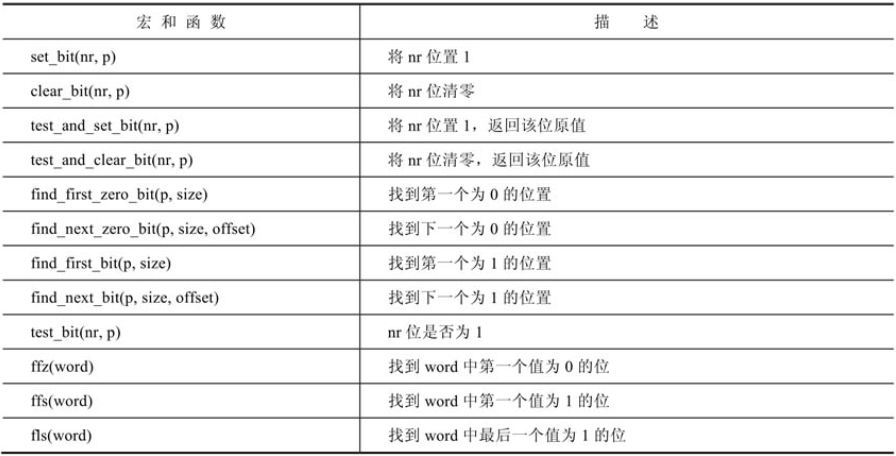 宏和函数 描述
set_bit(nr, p) 将 nr 位置 1
clear_bit(nr, p) 将 nr 位清零
test_and_set_bit(nr, p) 将 nr 位置 1，返回该位原值
test_and_clear_bit(nr, p) 将 nr 位清零，返回该位原值
find_first_zero_bit(p, size) 找到第一个为 0 的位置
find_next_zero_bit(p, size, offset) 找到下一个为 0 的位置
find_first_bit(p, size) 找到第一个为 1 的位置
find_next_bit(p, size, offset) 找到下一个为 1 的位置
test_bit(nr, p) nr 位是否为 1
ffz(word) 找到 word 中第一个值为 0 的位
ffs(word) 找到 word 中第一个值为 1 的位
fls(word) 找到 word 中最后一个值为 1 的位